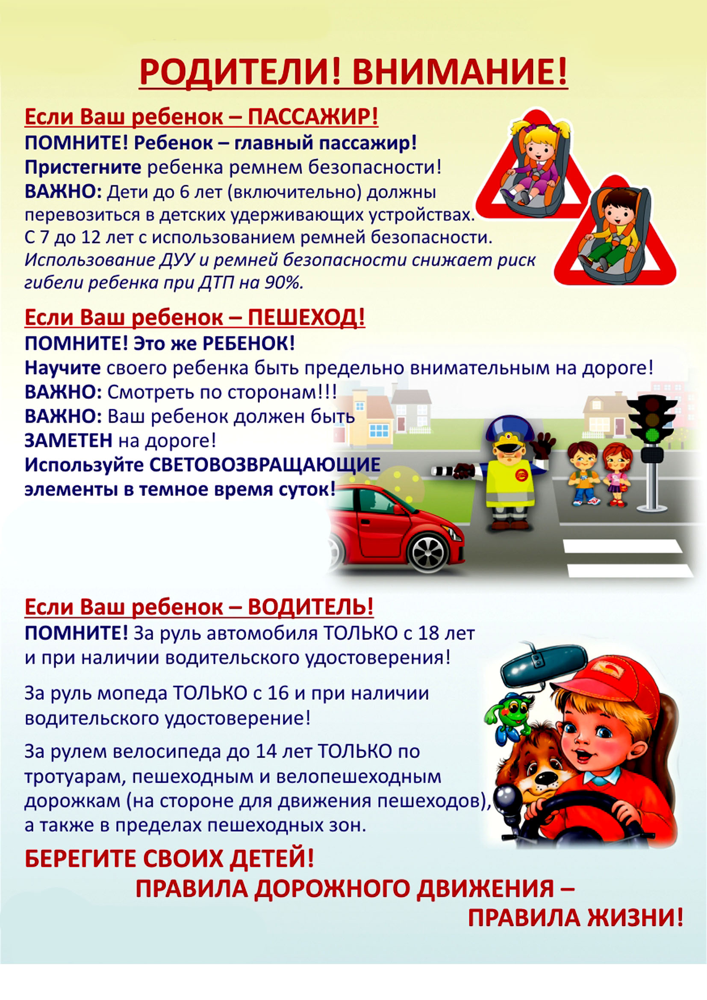 РОДИТЕЛИ! ВНИМАНИЕ!
Если Ваш ребенок – ПАССАЖИР!
ПОМНИТЕ! Ребенок – главный пассажир!
Пристегните ребенка ремнем безопасности!
ВАЖНО: Дети до 6 лет (включительно) должны
перевозиться в детских удерживающих устройствах.
С 7 до 12 лет с использованием ремней безопасности.
Использование ДУУ и ремней безопасности снижает риск
гибели ребенка при ДТП на 90%.
Если Ваш ребенок – ПЕШЕХОД!
ПОМНИТЕ! Это же РЕБЕНОК!
Научите своего ребенка быть предельно внимательным на дороге!
ВАЖНО: Смотреть по сторонам!!!
ВАЖНО: Ваш ребенок должен быть
ЗАМЕТЕН на дороге!
Используйте СВЕТОВОЗВРАЩАЮЩИЕ
элементы в темное время суток!
Если Ваш ребенок – ВОДИТЕЛЬ!
ПОМНИТЕ! За руль автомобиля ТОЛЬКО с 18 лет
и при наличии водительского удостоверения!
За руль мопеда ТОЛЬКО с 16 и при наличии
водительского удостоверение!
За рулем велосипеда до 14 лет ТОЛЬКО по
тротуарам, пешеходным и велопешеходным
дорожкам (на стороне для движения пешеходов),
а также в пределах пешеходных зон.
БЕРЕГИТЕ СВОИХ ДЕТЕЙ!
ПРАВИЛА ДОРОЖНОГО ДВИЖЕНИЯ –
ПРАВИЛА ЖИЗНИ!